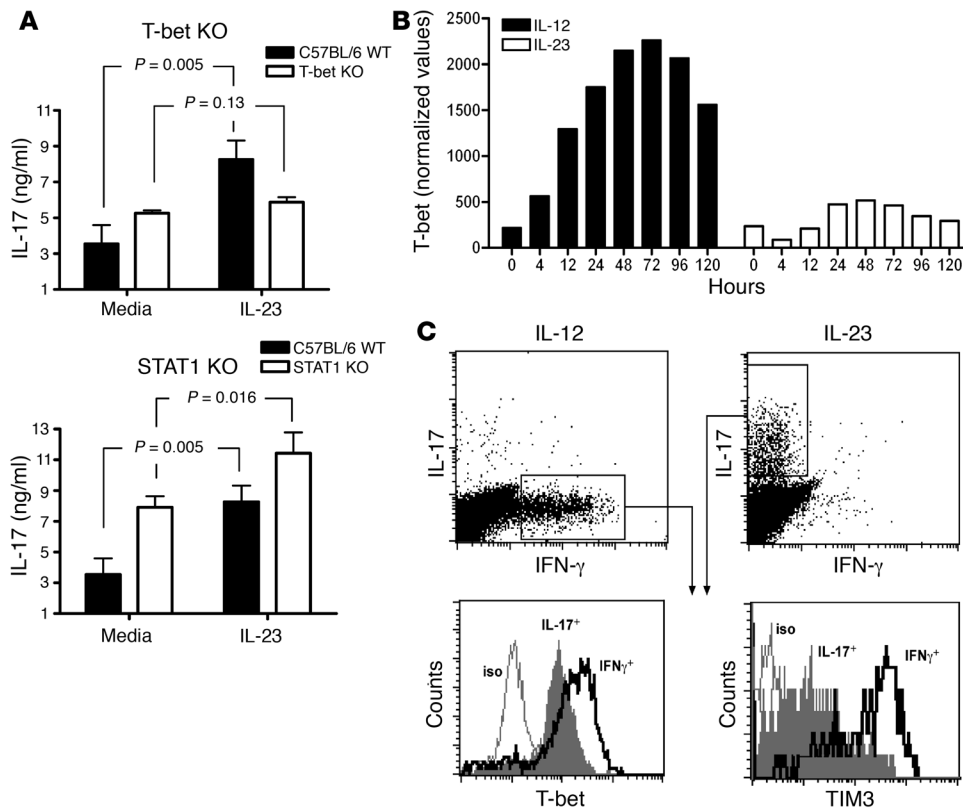 A
T-bet KO
C57BL/6 WT
T-bet KO
P = 0.005
P = 0.13
IL-17 (ng/ml)
11
9
7
5
3
1
Media
IL-23
STAT1 KO
C57BL/6 WT
STAT1 KO
P = 0.016
P = 0.005
IL-17 (ng/ml)
13
11
9
7
5
3
1
Media
IL-23
B
IL-12
IL-23
T-bet (normalized values)
2500
2000
1500
1000
500
0
0 4 12 24 48 72 96 120
0 4 12 24 48 72 96 120
Hours
C
IL-12
IL-17
IFN-γ
IL-23
IL-17
IFN-γ
Counts
iso
IL-17⁺
IFNγ⁺
T-bet
Counts
iso
IL-17⁺
IFNγ⁺
TIM3